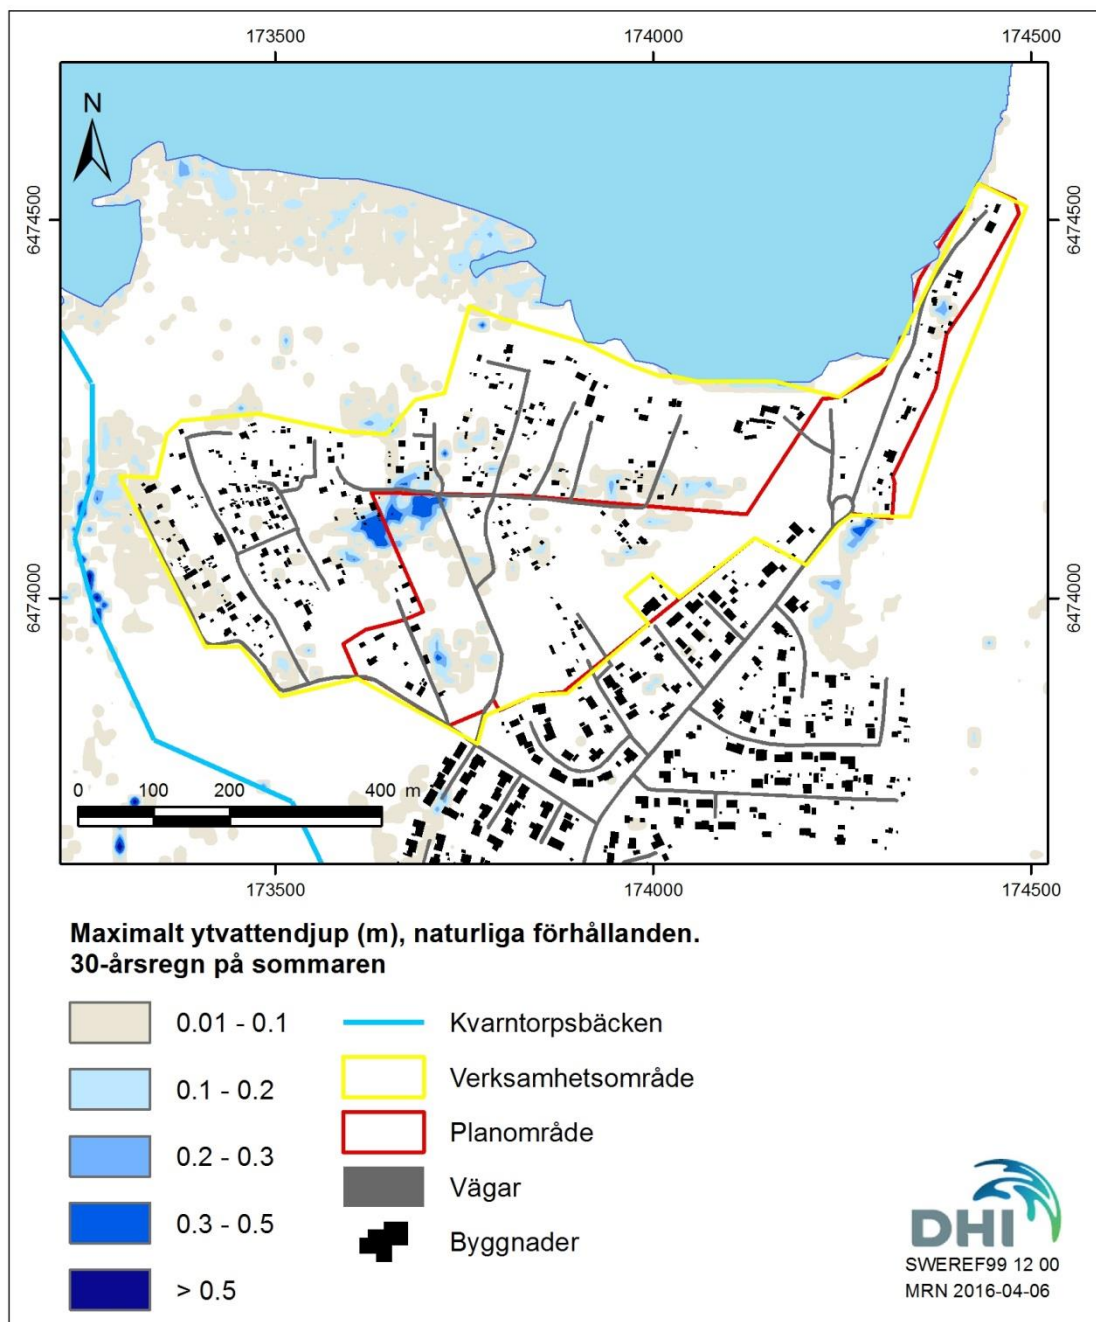 173500 174000 174500
N
6474500 6474500
6474000 6474000
0 100 200 400 m
173500 174000 174500
Maximalt ytvattendjup (m), naturliga förhållanden.
30-årsregn på sommaren
0.01 - 0.1
0.1 - 0.2
0.2 - 0.3
0.3 - 0.5
> 0.5
Kvarntorpsbäcken
Verksamhetsområde
Planområde
Vägar
Byggnader
DHI
SWEREF99 12 00
MRN 2016-04-06